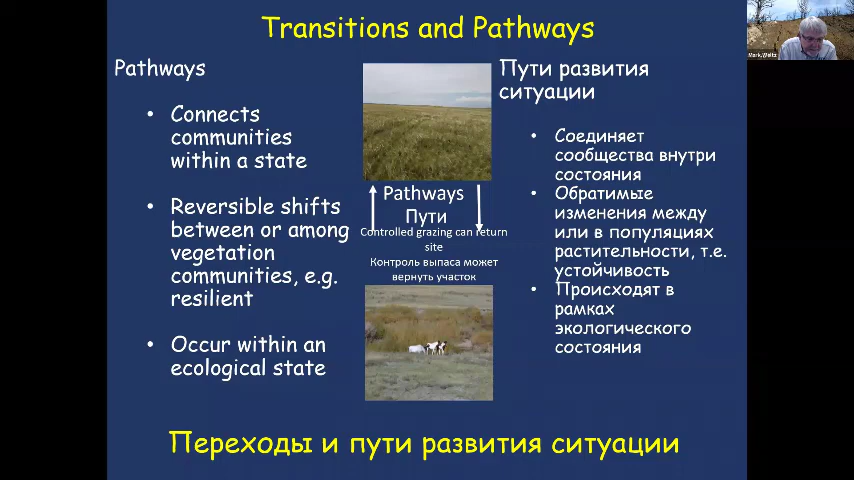 Transitions and Pathways
Mark.Weltz
Pathways
• Connects
communities
within a state
• Reversible shifts
between or among
vegetation
communities, e.g.
resilient
• Occur within an
ecological state
Pathways
Пути
Controlled grazing can return
site
Контроль выпаса может
вернуть участок
Пути развития
ситуации
• Соединяет
сообщества внутри
состояния
• Обратимые
изменения между
или в популяциях
растительности, т.е.
устойчивость
• Происходят в
рамках
экологического
состояния
Переходы и пути развития ситуации